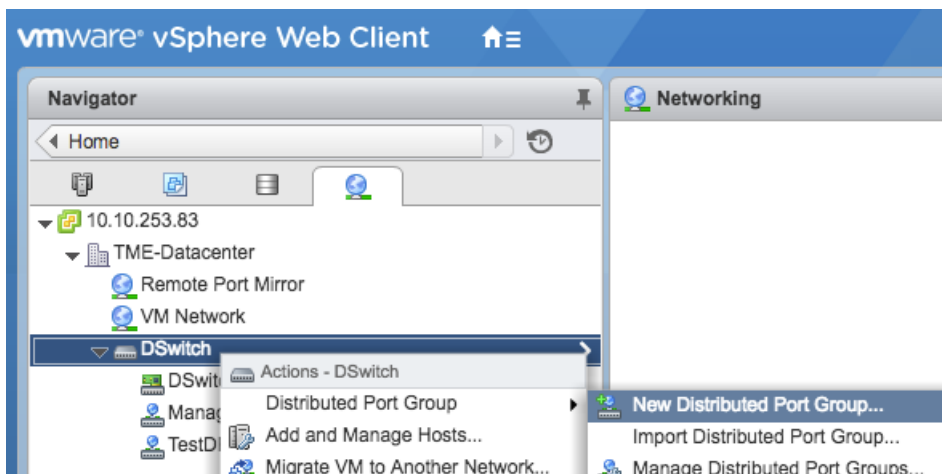 vmware® vSphere Web Client
Navigator
Networking
Home
10.10.253.83
TME-Datacenter
Remote Port Mirror
VM Network
DSwitch
Actions - DSwitch
Distributed Port Group
New Distributed Port Group...
Add and Manage Hosts...
Import Distributed Port Group...
Migrate VM to Another Network...
Manage Distributed Port Groups...